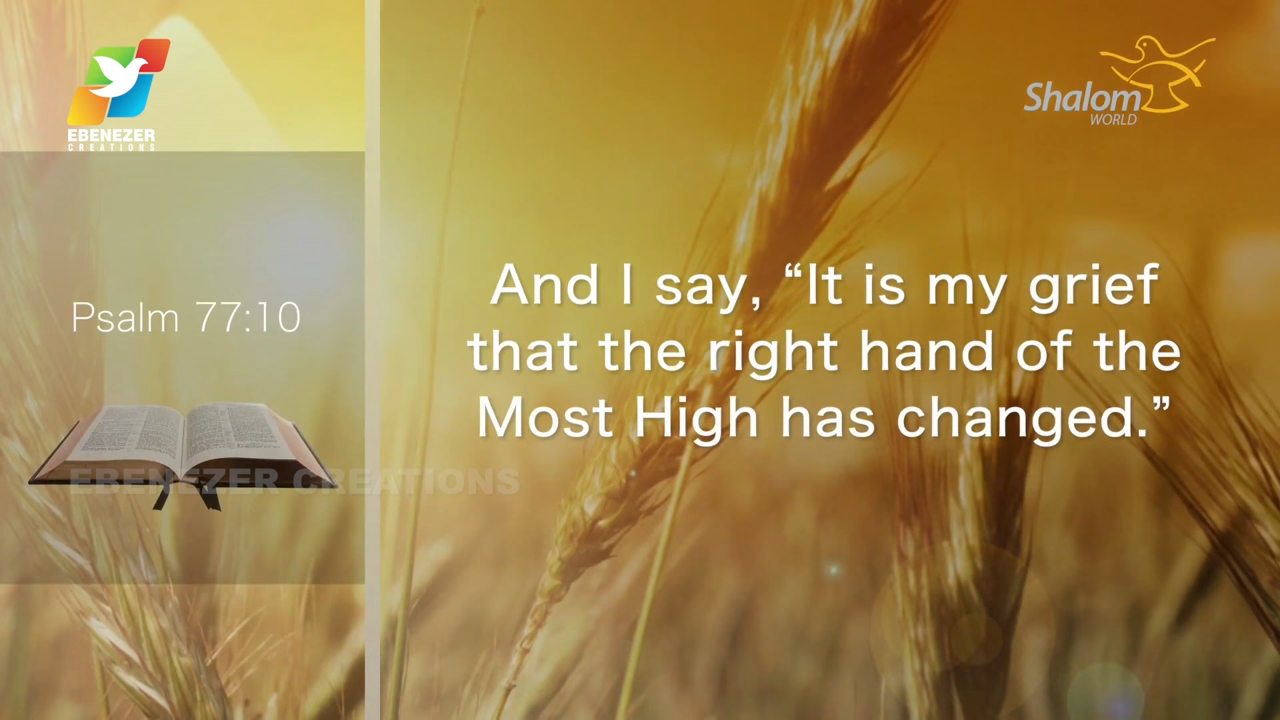 EBENEZER
CREATIONS
Shalom
WORLD
Psalm 77:10
And I say, “It is my grief
that the right hand of the
Most High has changed.”
EBENEZER CREATIONS